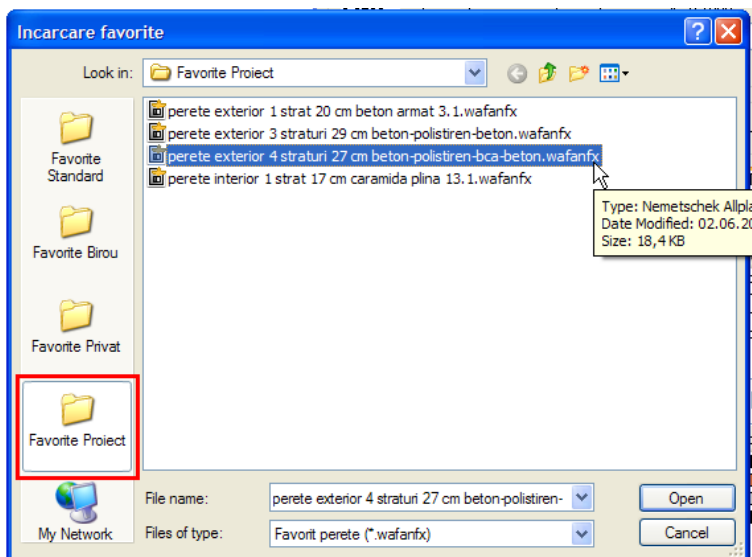 Incarcare favorite
Look in:
Favorite Proiect
Favorite
Standard
Favorite Birou
Favorite Privat
Favorite Proiect
My Network
perete exterior 1 strat 20 cm beton armat 3.1.wafanfx
perete exterior 3 straturi 29 cm beton-polistiren-beton.wafanfx
perete exterior 4 straturi 27 cm beton-polistiren-bca-beton.wafanfx
perete interior 1 strat 17 cm caramida plina 13.1.wafanfx
Type: Nemetschek Allpla
Date Modified: 02.06.20
Size: 18,4 KB
File name:
perete exterior 4 straturi 27 cm beton-polistiren-
Open
Files of type:
Favorit perete (*.wafanfx)
Cancel